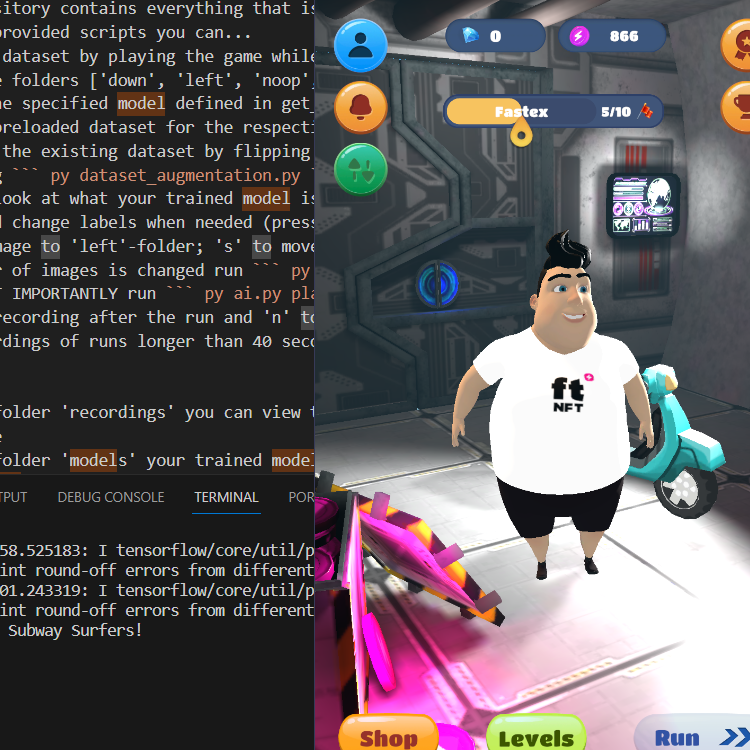 sitory contains everything that is
provided scripts you can...
dataset by playing the game while
e folders ['down', 'left', 'noop',
he specified model defined in get_
preloaded dataset for the respecti
the existing dataset by flipping
g ``` py dataset_augmentation.py
look at what your trained model is
d change labels when needed (press
mage to 'left'-folder; 's' to move
r of images is changed run ``` py
T IMPORTANTLY run ``` py ai.py pla
recording after the run and 'n' to
rdings of runs longer than 40 seco
folder 'recordings' you can view t
e
folder 'models' your trained model
TPUT DEBUG CONSOLE TERMINAL POR
58.525183: I tensorflow/core/util/p
int round-off errors from different
01.243319: I tensorflow/core/util/p
int round-off errors from different
Subway Surfers!
0 866
Fastex 5/10
ft
NFT
Shop Levels Run